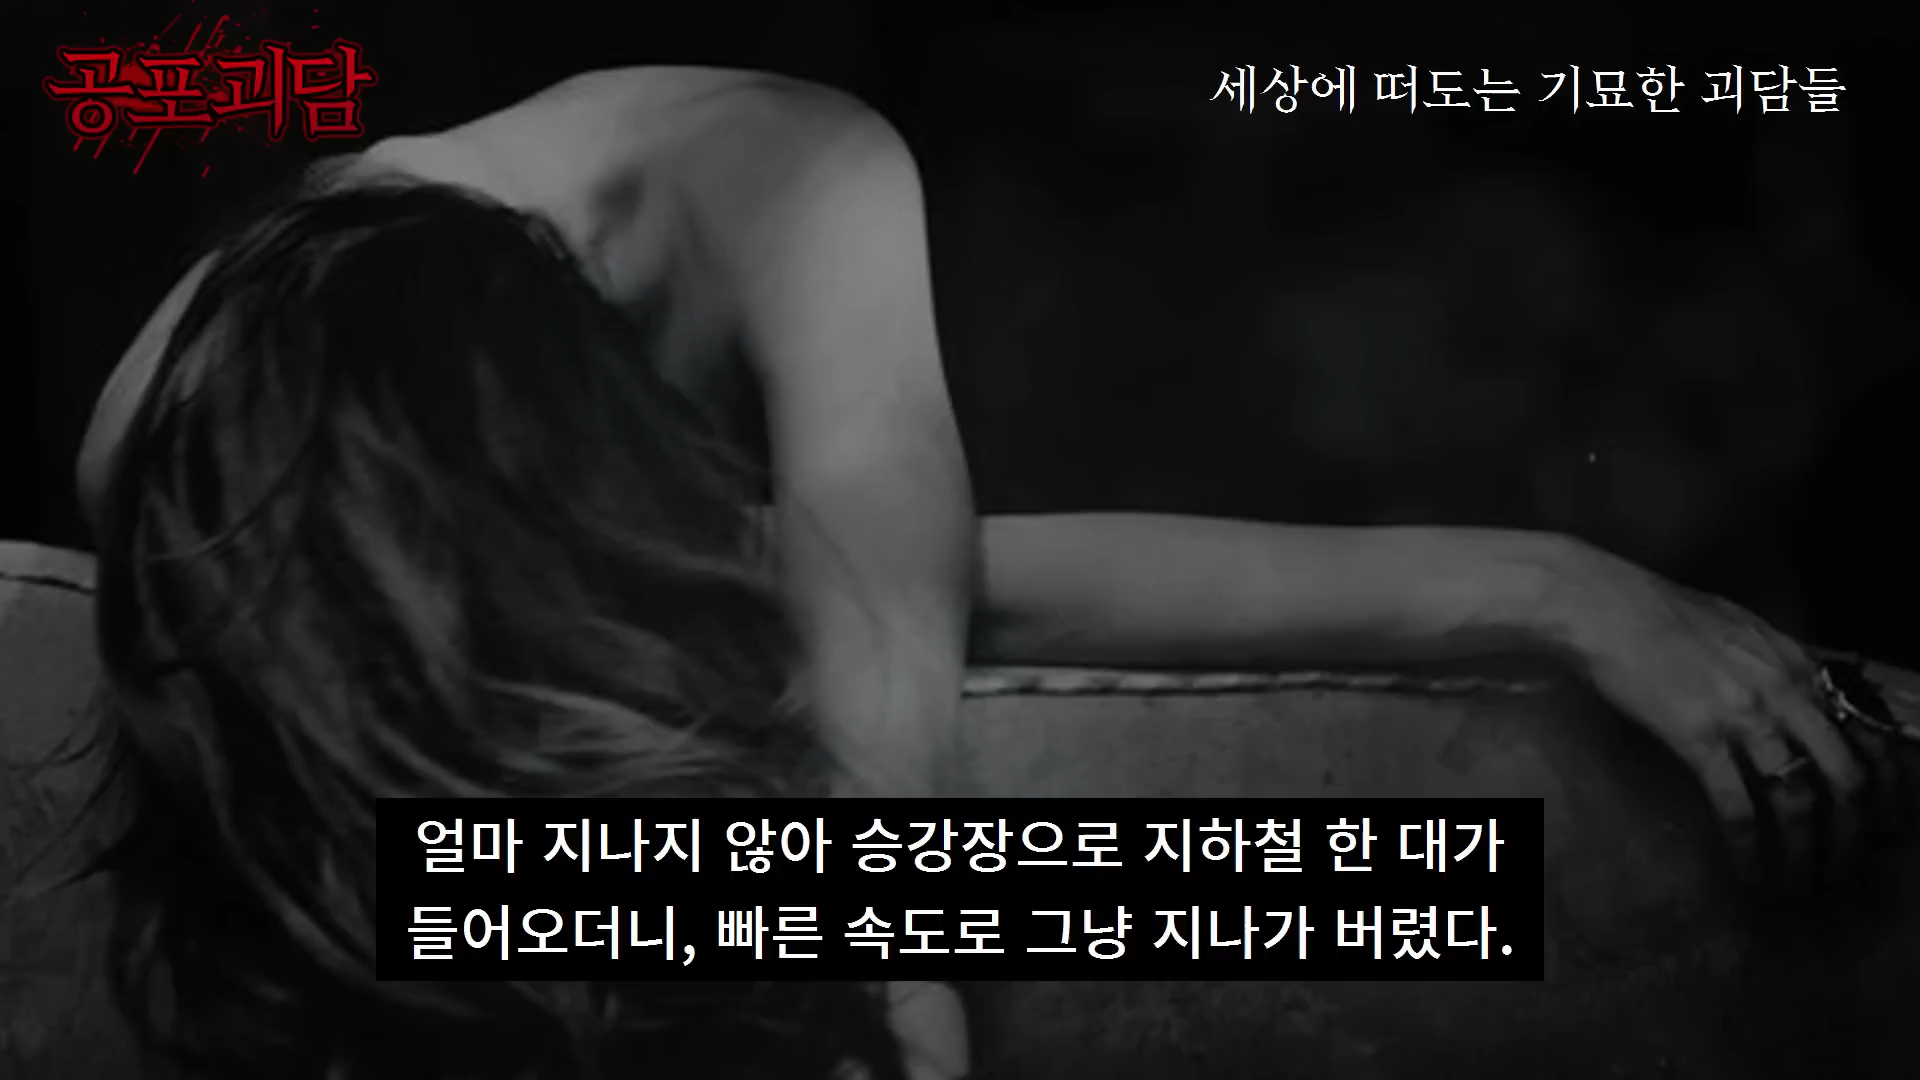 공포괴담
세상에 떠도는 기묘한 괴담들
얼마 지나지 않아 승강장으로 지하철 한 대가
들어오더니, 빠른 속도로 그냥 지나가 버렸다.